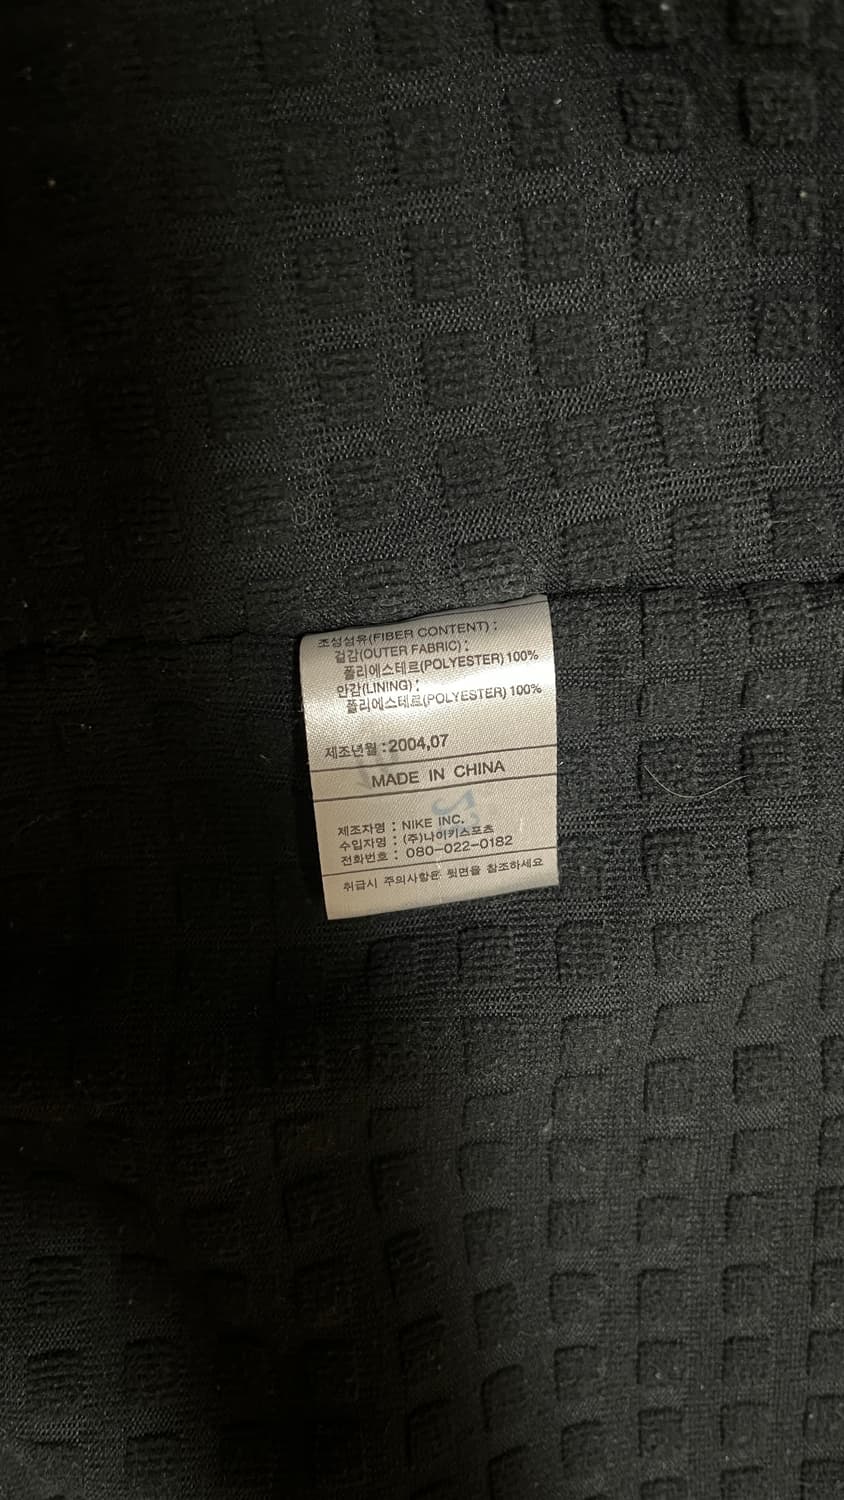 조성섬유(FIBER CONTENT) :
겉감(OUTER FABRIC) :
폴리에스테르(POLYESTER) 100%
안감(LINING) :
폴리에스테르(POLYESTER) 100%
제조년월 : 2004,07
MADE IN CHINA
제조자명 : NIKE INC.
수입자명 : (주)나이키스포츠
전화번호 : 080-022-0182
취급시 주의사항은 뒷면을 참조하세요